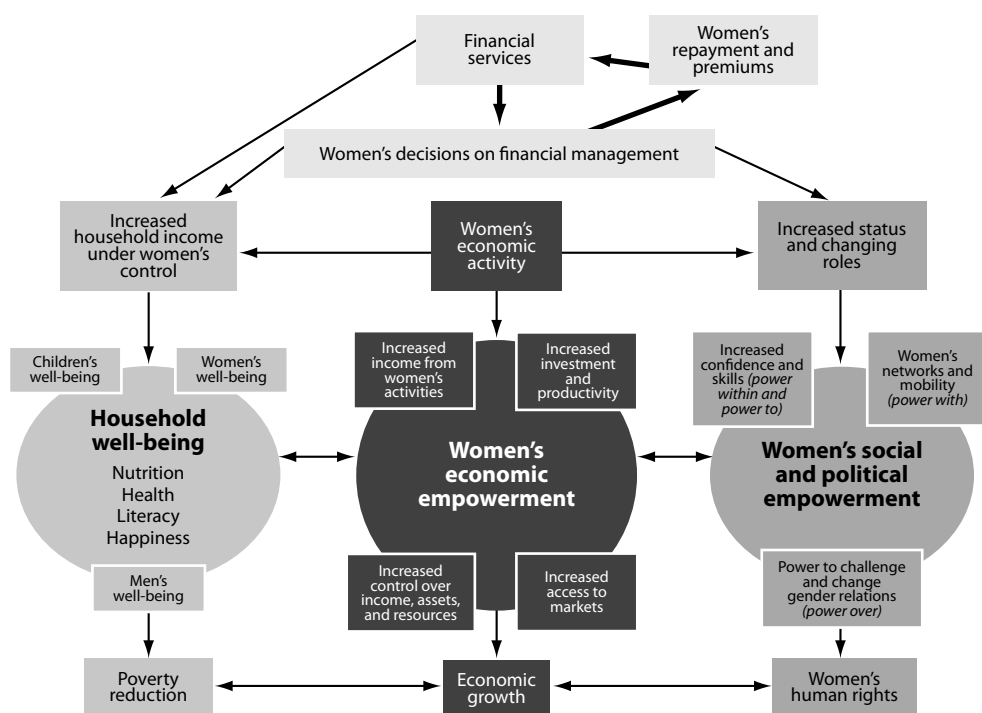 Financial
services
Women's
repayment and
premiums
Women's decisions on financial management
Increased
household income
under women's
control
Women's
economic
activity
Increased status
and changing
roles
Children's
well-being
Women's
well-being
Household
well-being
Nutrition
Health
Literacy
Happiness
Men's
well-being
Increased
income from
women's
activities
Increased
investment
and
productivity
Women's
economic
empowerment
Increased
control over
income, assets,
and resources
Increased
access to
markets
Increased
confidence and
skills (power
within and
power to)
Women's
networks and
mobility
(power with)
Women's social
and political
empowerment
Power to challenge
and change
gender relations
(power over)
Poverty
reduction
Economic
growth
Women's
human rights